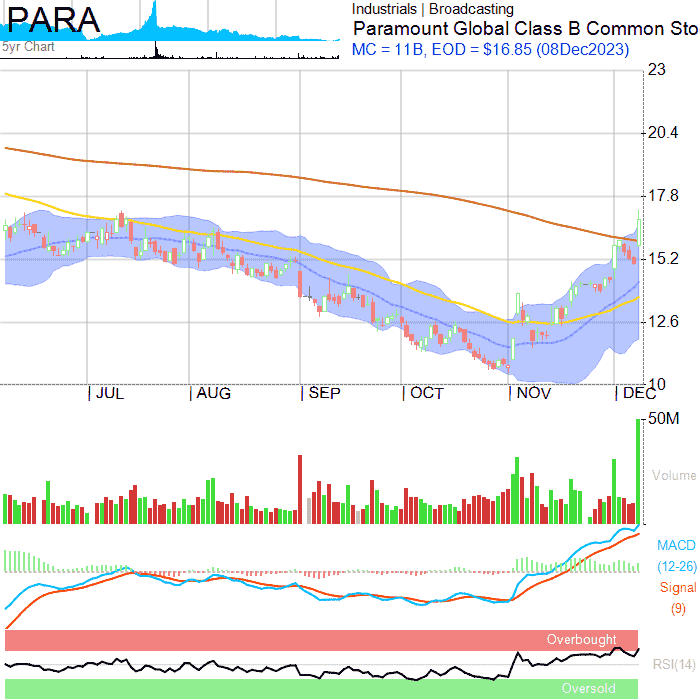 PARA
5yr Chart
Industrials | Broadcasting
Paramount Global Class B Common Sto
MC = 11B, EOD = $16.85 (08Dec2023)
23
20.4
17.8
15.2
12.6
10
JUL AUG SEP OCT NOV DEC
50M
Volume
MACD
(12-26)
Signal
(9)
Overbought
RSI(14)
Oversold